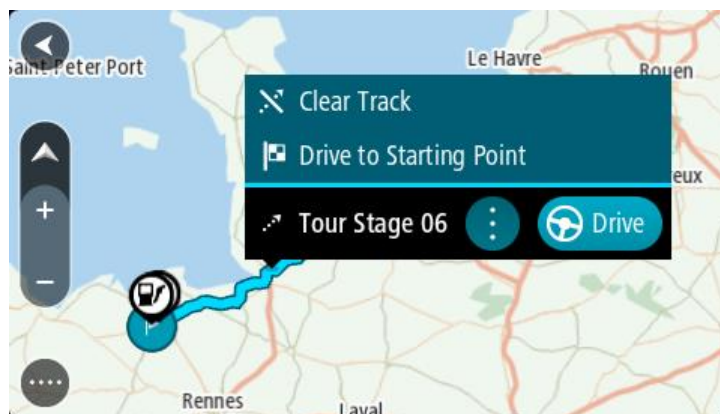 Saint Peter Port
Le Havre
Rouen
Clear Track
Drive to Starting Point
eux
Tour Stage 06
Drive
Rennes
Laval